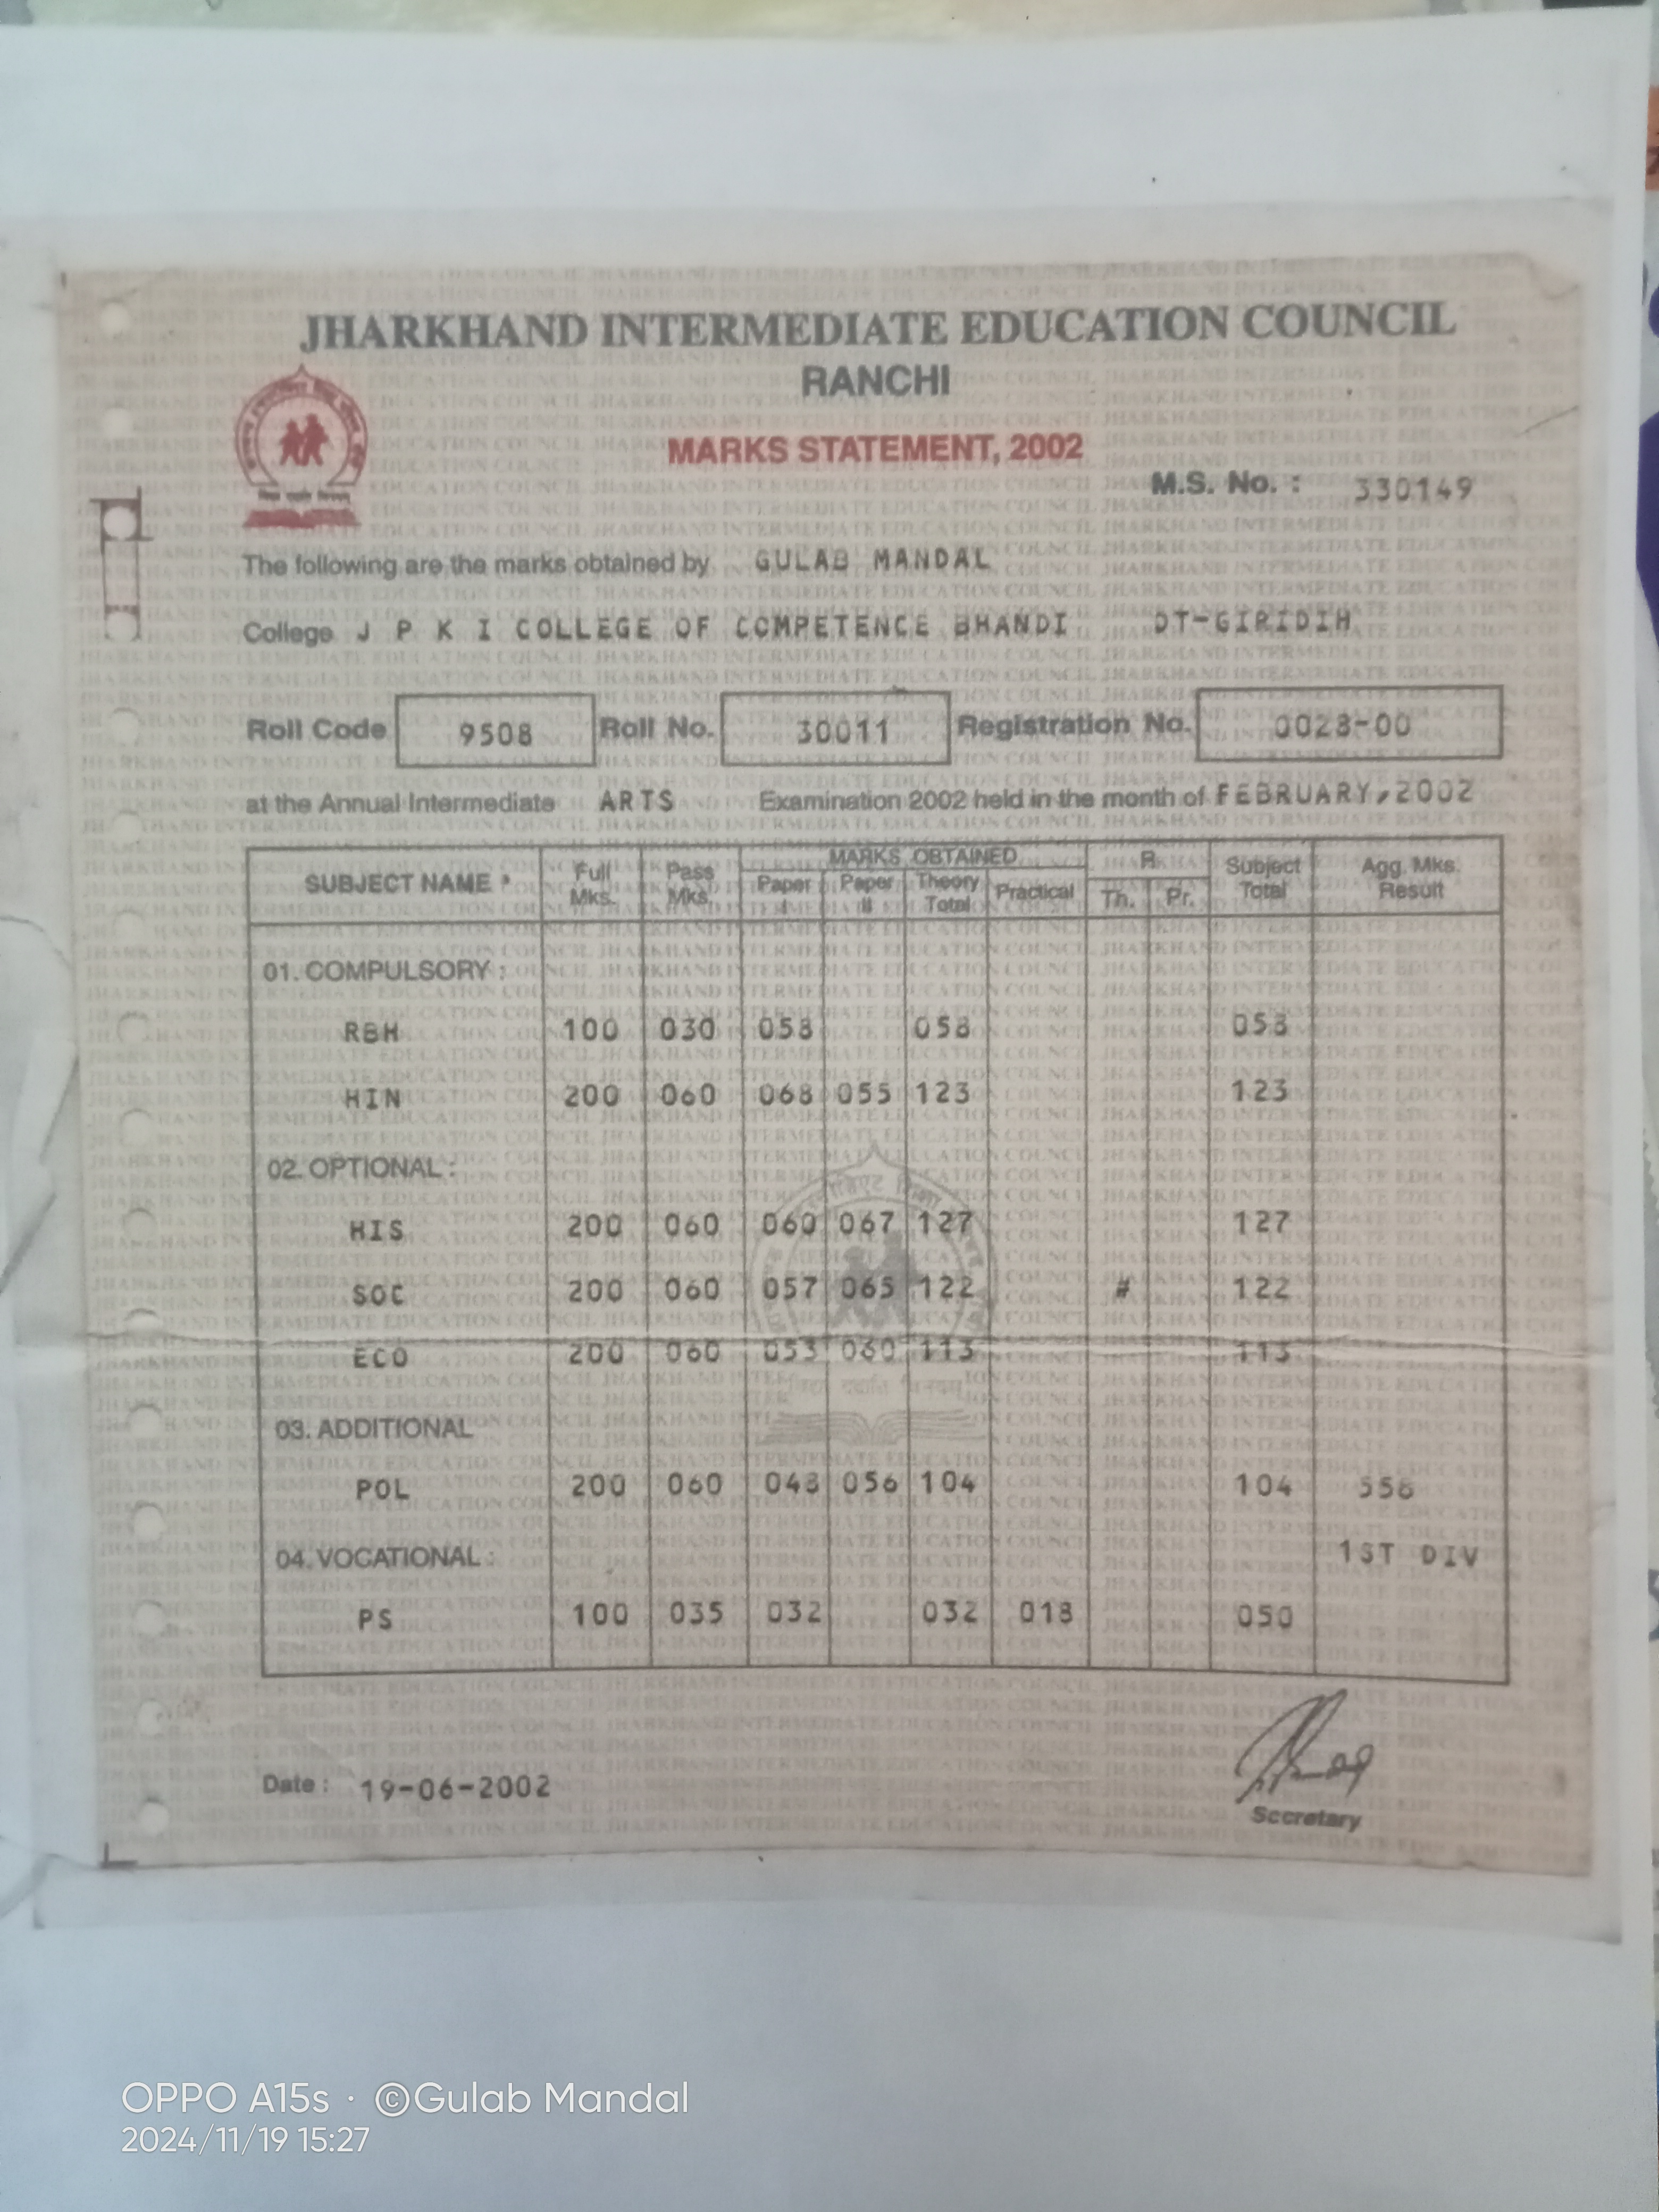 JHARKHAND INTERMEDIATE EDUCATION COUNCIL
RANCHI
MARKS STATEMENT, 2002
M.S. No. : 330149
The following are the marks obtained by GULAB MANDAL
College J P K I COLLEGE OF COMPETENCE BHANDI DT-GIRIDIH
Roll Code 9508 Roll No. 30011 Registration No. 0028-00
at the Annual Intermediate ARTS Examination 2002 held in the month of FEBRUARY,2002
SUBJECT NAME * Full Mks. Pass Mks. MARKS OBTAINED Paper I Paper II Theory Total Practical R Th. Pr. Subject Total Agg. Mks. Result
01. COMPULSORY :
RBH 100 030 058 058 058
HIN 200 060 068 055 123 123
02. OPTIONAL :
HIS 200 060 060 067 127 127
SOC 200 060 057 065 122 # 122
ECO 200 060 053 060 113 113
03. ADDITIONAL
POL 200 060 048 056 104 104 558
04. VOCATIONAL : 1ST DIV
PS 100 035 032 032 018 050
Date : 19-06-2002
Secretary
OPPO A15s · ©Gulab Mandal
2024/11/19 15:27